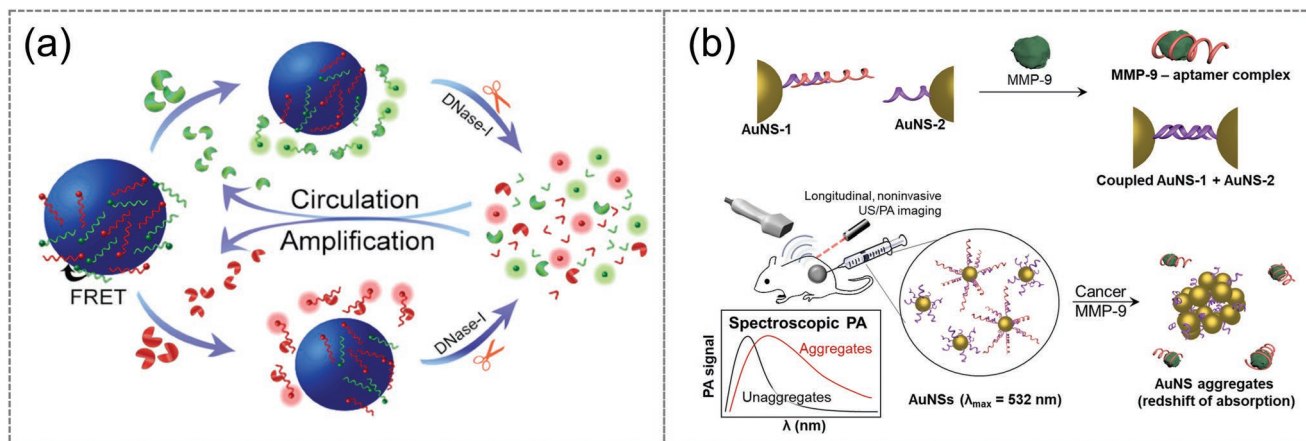 (a)
DNase-I
Circulation
Amplification
FRET
DNase-I
(b)
MMP-9
MMP-9 – aptamer complex
AuNS-1
AuNS-2
Coupled AuNS-1 + AuNS-2
Longitudinal, noninvasive
US/PA imaging
Cancer
MMP-9
Spectroscopic PA
PA signal
Aggregates
Unaggregates
λ (nm)
AuNSs (λmax = 532 nm)
AuNS aggregates
(redshift of absorption)